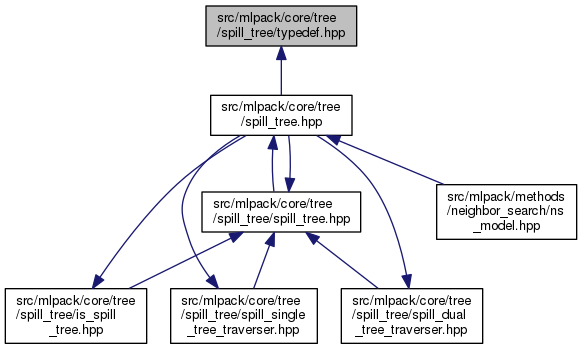 src/mlpack/core/tree
/spill_tree/typedef.hpp
src/mlpack/core/tree
/spill_tree.hpp
src/mlpack/core/tree
/spill_tree/spill_tree.hpp
src/mlpack/methods
/neighbor_search/ns
_model.hpp
src/mlpack/core/tree
/spill_tree/is_spill
_tree.hpp
src/mlpack/core/tree
/spill_tree/spill_single
_tree_traverser.hpp
src/mlpack/core/tree
/spill_tree/spill_dual
_tree_traverser.hpp